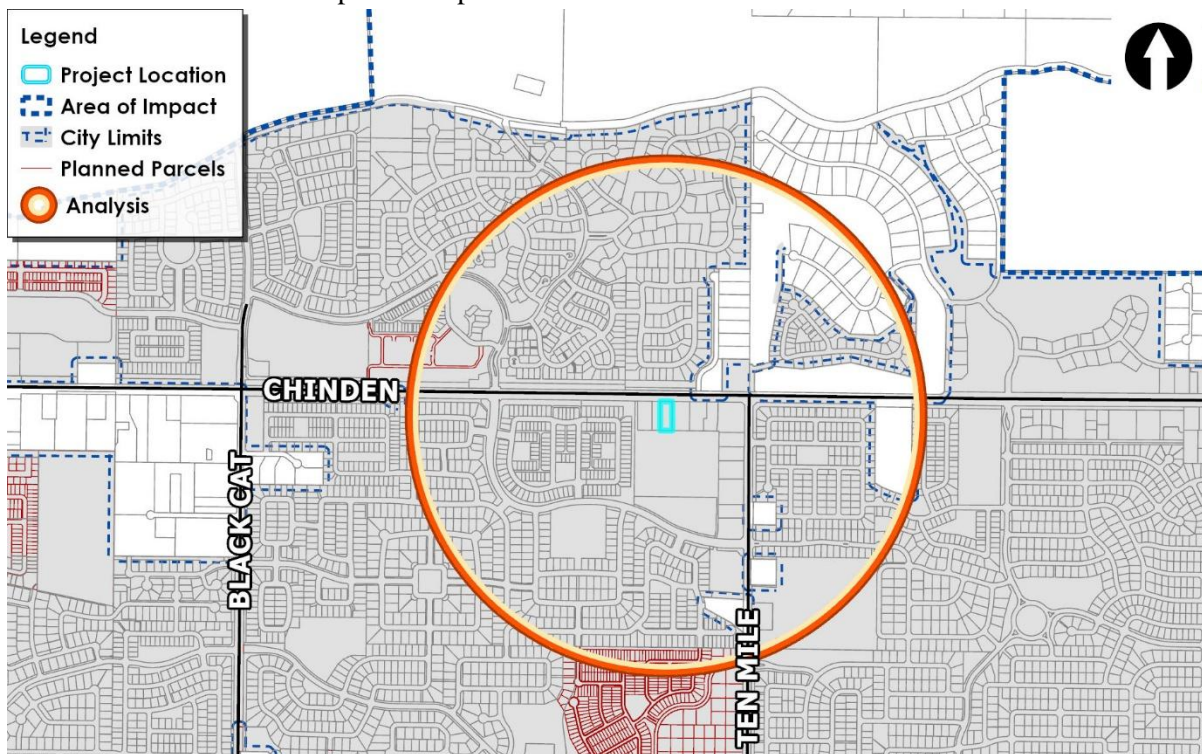 Legend
Project Location
Area of Impact
City Limits
Planned Parcels
Analysis
CHINDEN
BLACK CAT
TEN MILE